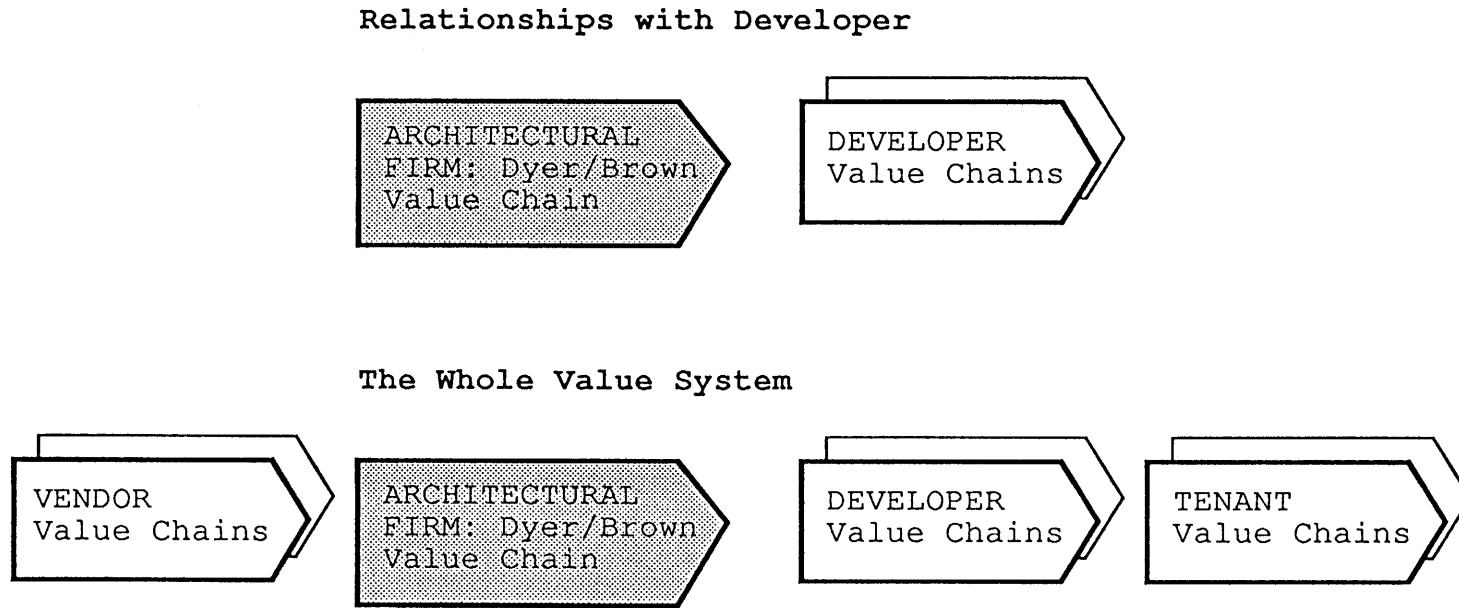 Relationships with Developer
ARCHITECTURAL
FIRM: Dyer/Brown
Value Chain
DEVELOPER
Value Chains
The Whole Value System
VENDOR
Value Chains
ARCHITECTURAL
FIRM: Dyer/Brown
Value Chain
DEVELOPER
Value Chains
TENANT
Value Chains